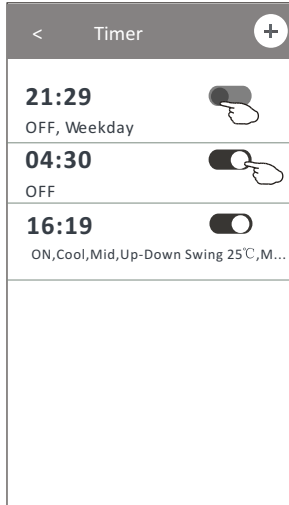 < Timer +
21:29
OFF, Weekday
04:30
OFF
16:19
ON,Cool,Mid,Up-Down Swing 25℃,M...